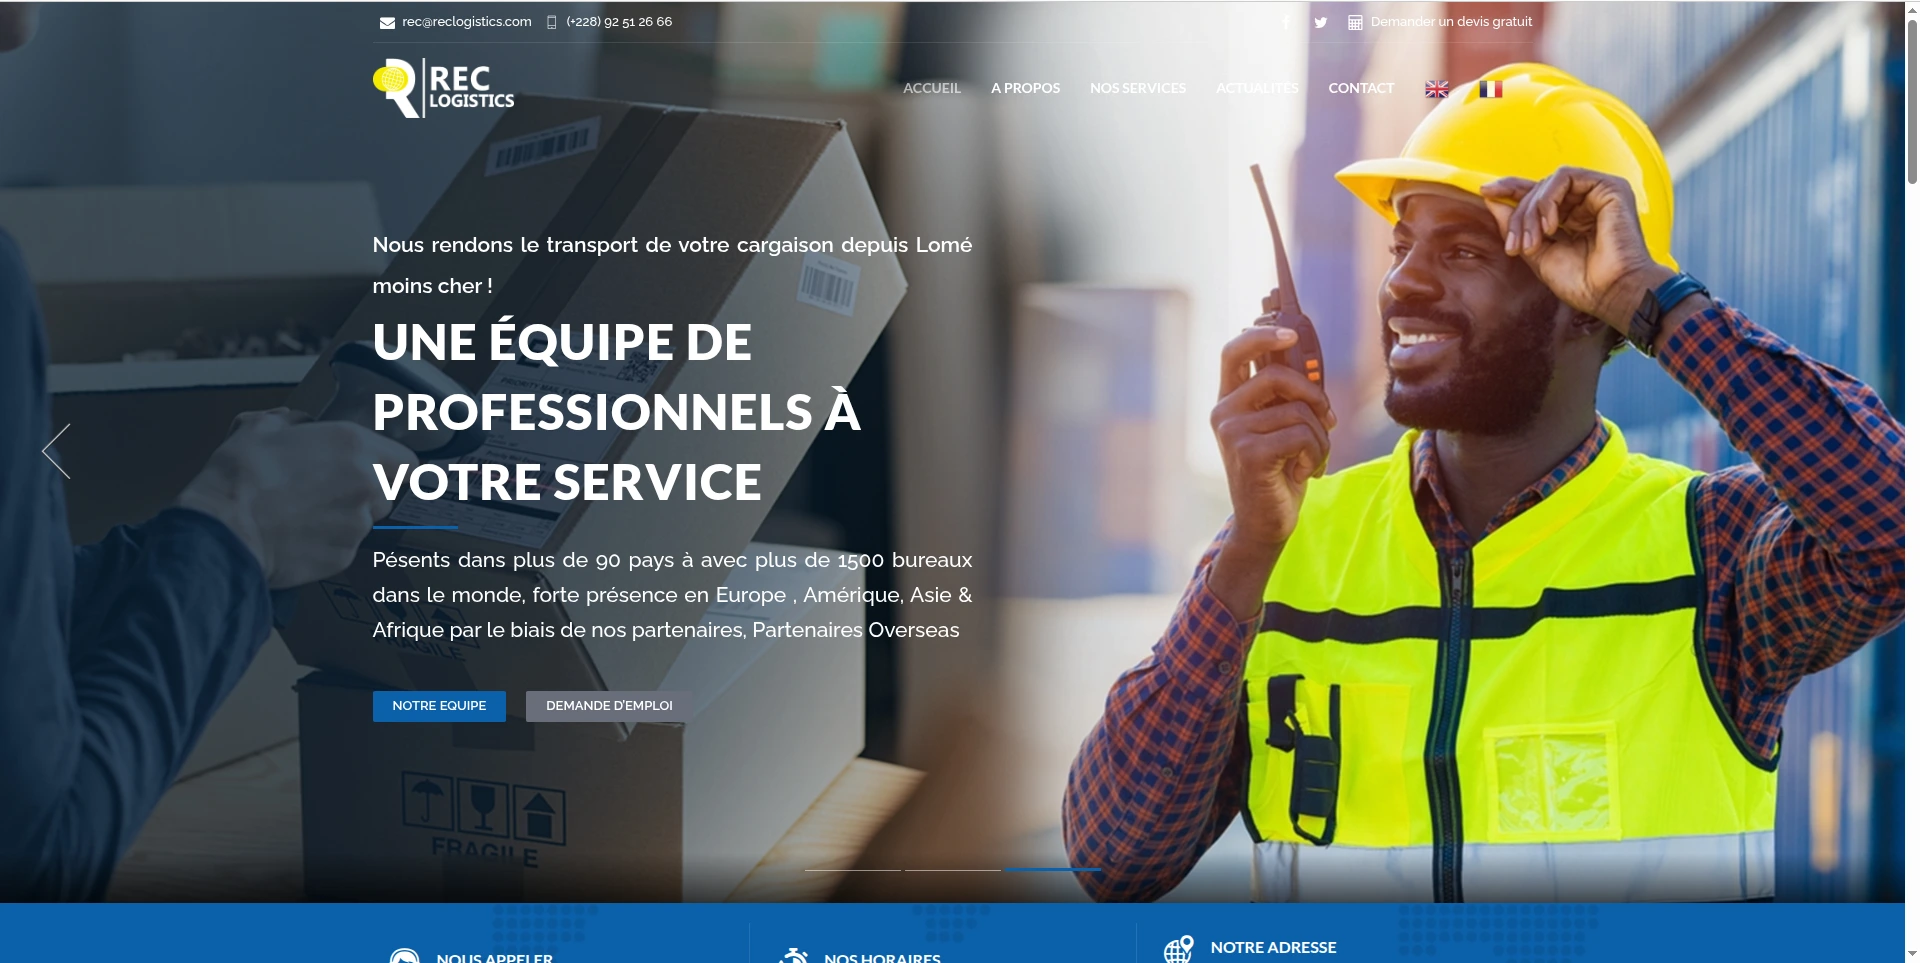 rec@reclogistics.com (+228) 92 51 26 66 Demander un devis gratuit
REC
LOGISTICS
ACCUEIL A PROPOS NOS SERVICES ACTUALITÉS CONTACT
Nous rendons le transport de votre cargaison depuis Lomé
moins cher !
UNE ÉQUIPE DE
PROFESSIONNELS À
VOTRE SERVICE
Pésents dans plus de 90 pays à avec plus de 1500 bureaux
dans le monde, forte présence en Europe , Amérique, Asie &
Afrique par le biais de nos partenaires, Partenaires Overseas
NOTRE EQUIPE DEMANDE D'EMPLOI
FRAGILE
FRAGILE
NOUS APPELER NOS HORAIRES NOTRE ADRESSE